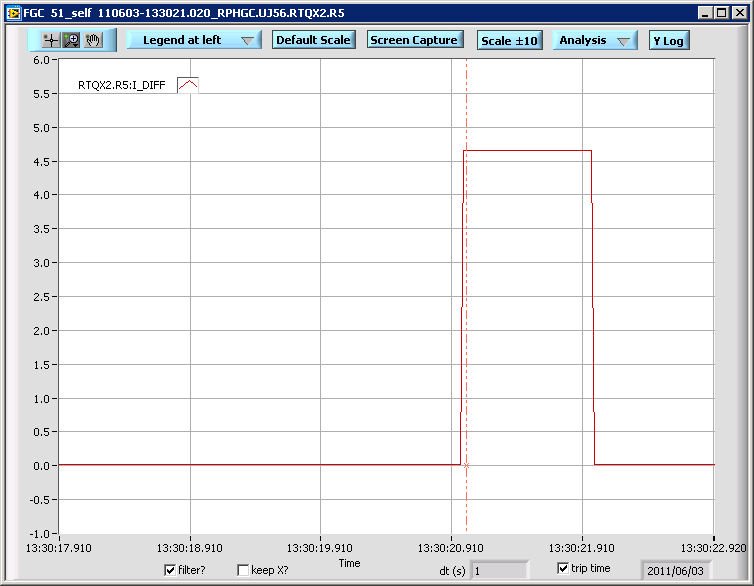 FGC 51_self 110603-133021.020_RPHGC.UJ56.RTQX2.R5
Legend at left Default Scale Screen Capture Scale ±10 Analysis Y Log
RTQX2.R5:I_DIFF
6.0
5.5
5.0
4.5
4.0
3.5
3.0
2.5
2.0
1.5
1.0
0.5
0.0
-0.5
-1.0
13:30:17.910 13:30:18.910 13:30:19.910 13:30:20.910 13:30:21.910 13:30:22.920
Time
filter? keep X? dt (s) 1 trip time 2011/06/03